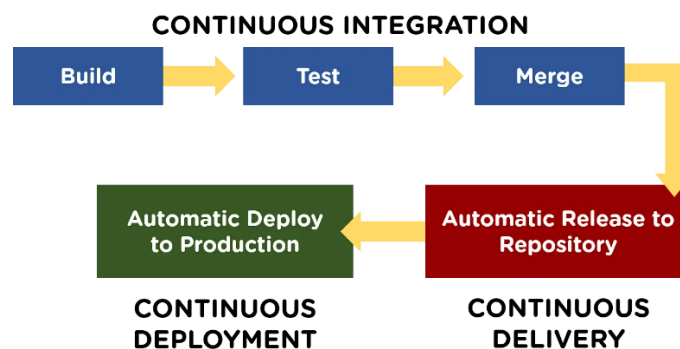 CONTINUOUS INTEGRATION
Build
Test
Merge
Automatic Release to
Repository
CONTINUOUS
DELIVERY
Automatic Deploy
to Production
CONTINUOUS
DEPLOYMENT